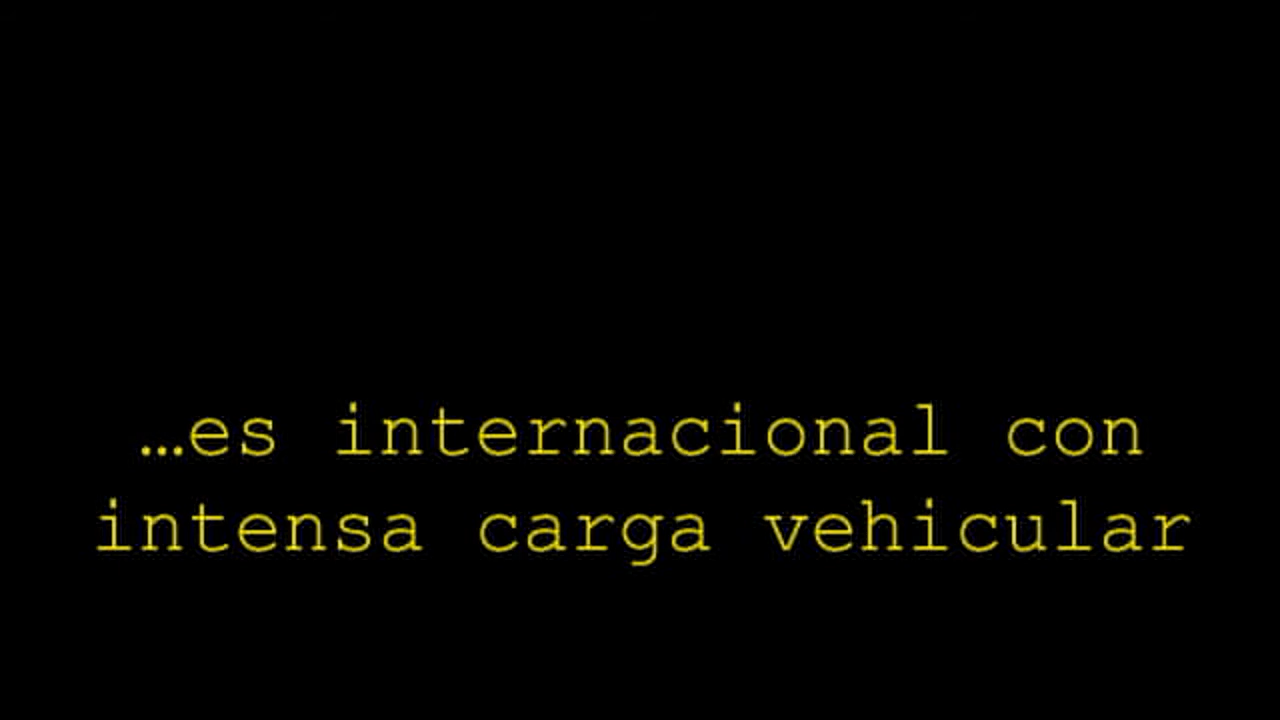 …es internacional con
intensa carga vehicular